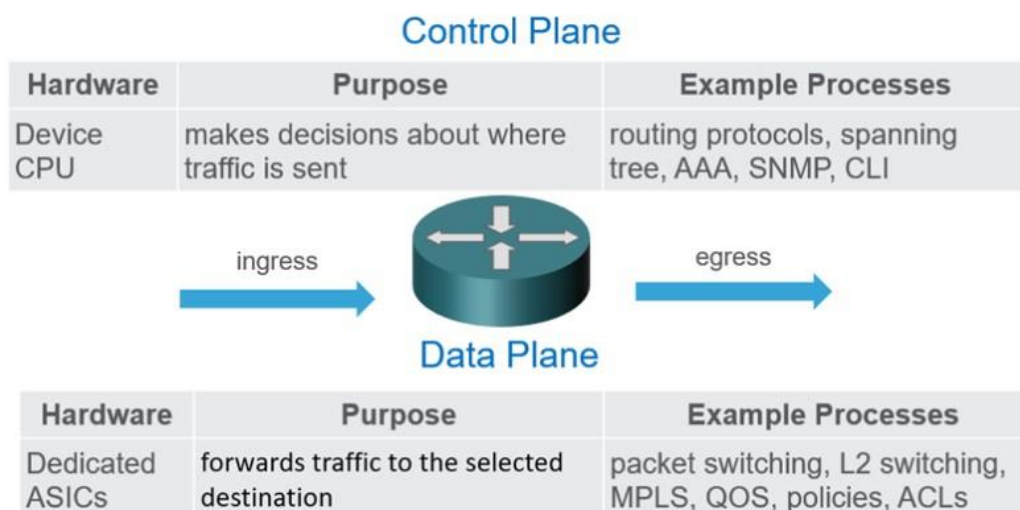 Control Plane
Hardware Purpose Example Processes
Device makes decisions about where routing protocols, spanning
CPU traffic is sent tree, AAA, SNMP, CLI
ingress egress
Data Plane
Hardware Purpose Example Processes
Dedicated forwards traffic to the selected packet switching, L2 switching,
ASICs destination MPLS, QOS, policies, ACLs